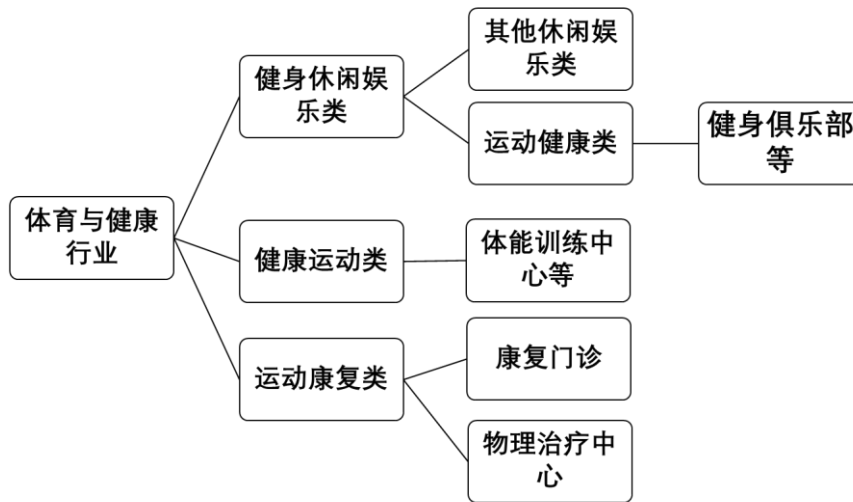 其他休闲娱
乐类
健身休闲娱
乐类
运动健康类
健身俱乐部
等
体育与健康
行业
健康运动类
体能训练中
心等
运动康复类
康复门诊
物理治疗中
心